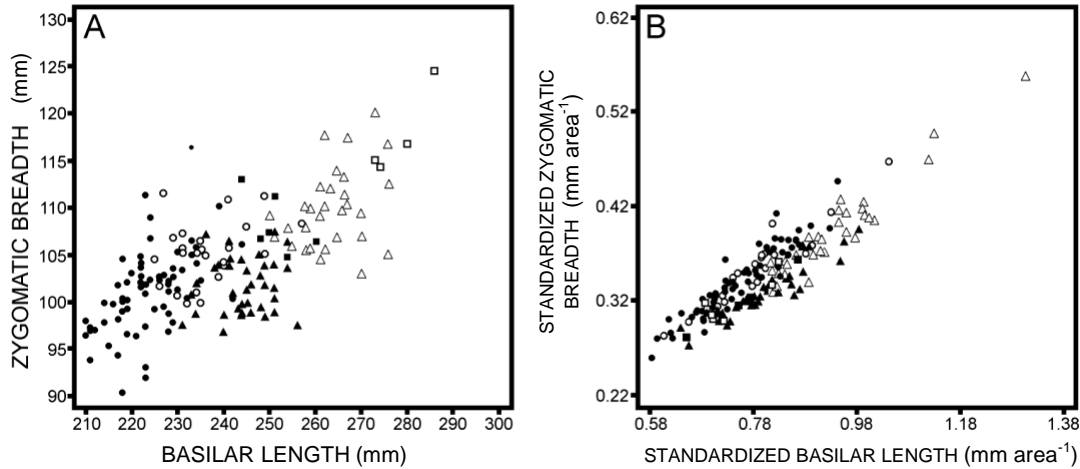 A
ZYGOMATIC BREADTH (mm)
130
125
120
115
110
105
100
95
90
210 220 230 240 250 260 270 280 290 300
BASILAR LENGTH (mm)
B
STANDARDIZED ZYGOMATIC
BREADTH (mm area-1)
0.62
0.52
0.42
0.32
0.22
0.58 0.78 0.98 1.18 1.38
STANDARDIZED BASILAR LENGTH (mm area-1)